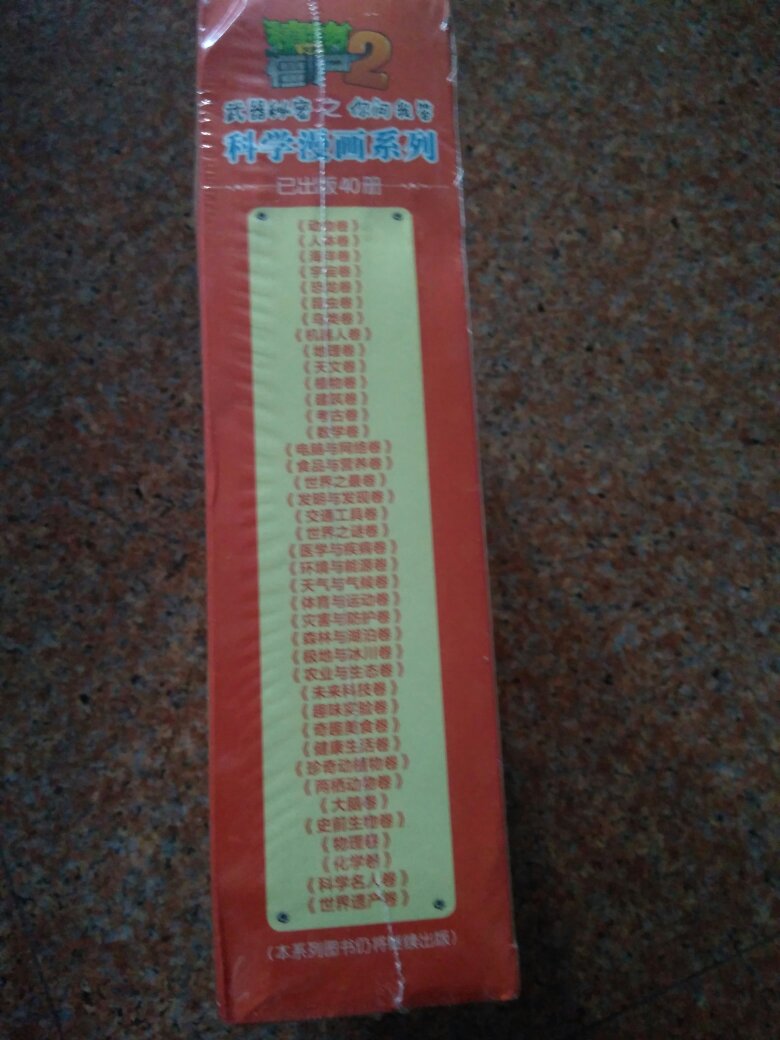 植物
僵尸2
武器秘密之你问我答
科学漫画系列
已出版40册
《动物卷》
《人体卷》
《海洋卷》
《宇宙卷》
《恐龙卷》
《昆虫卷》
《鸟类卷》
《机器人卷》
《地理卷》
《天文卷》
《植物卷》
《建筑卷》
《考古卷》
《数学卷》
《电脑与网络卷》
《食品与营养卷》
《世界之最卷》
《发明与发现卷》
《交通工具卷》
《世界之谜卷》
《医学与疾病卷》
《环境与能源卷》
《天气与气候卷》
《体育与运动卷》
《灾害与防护卷》
《森林与湖泊卷》
《极地与冰川卷》
《农业与生态卷》
《未来科技卷》
《趣味实验卷》
《奇趣美食卷》
《健康生活卷》
《珍奇动植物卷》
《两栖动物卷》
《大脑卷》
《史前生物卷》
《物理卷》
《化学卷》
《科学名人卷》
《世界遗产卷》
（本系列图书仍将继续出版）